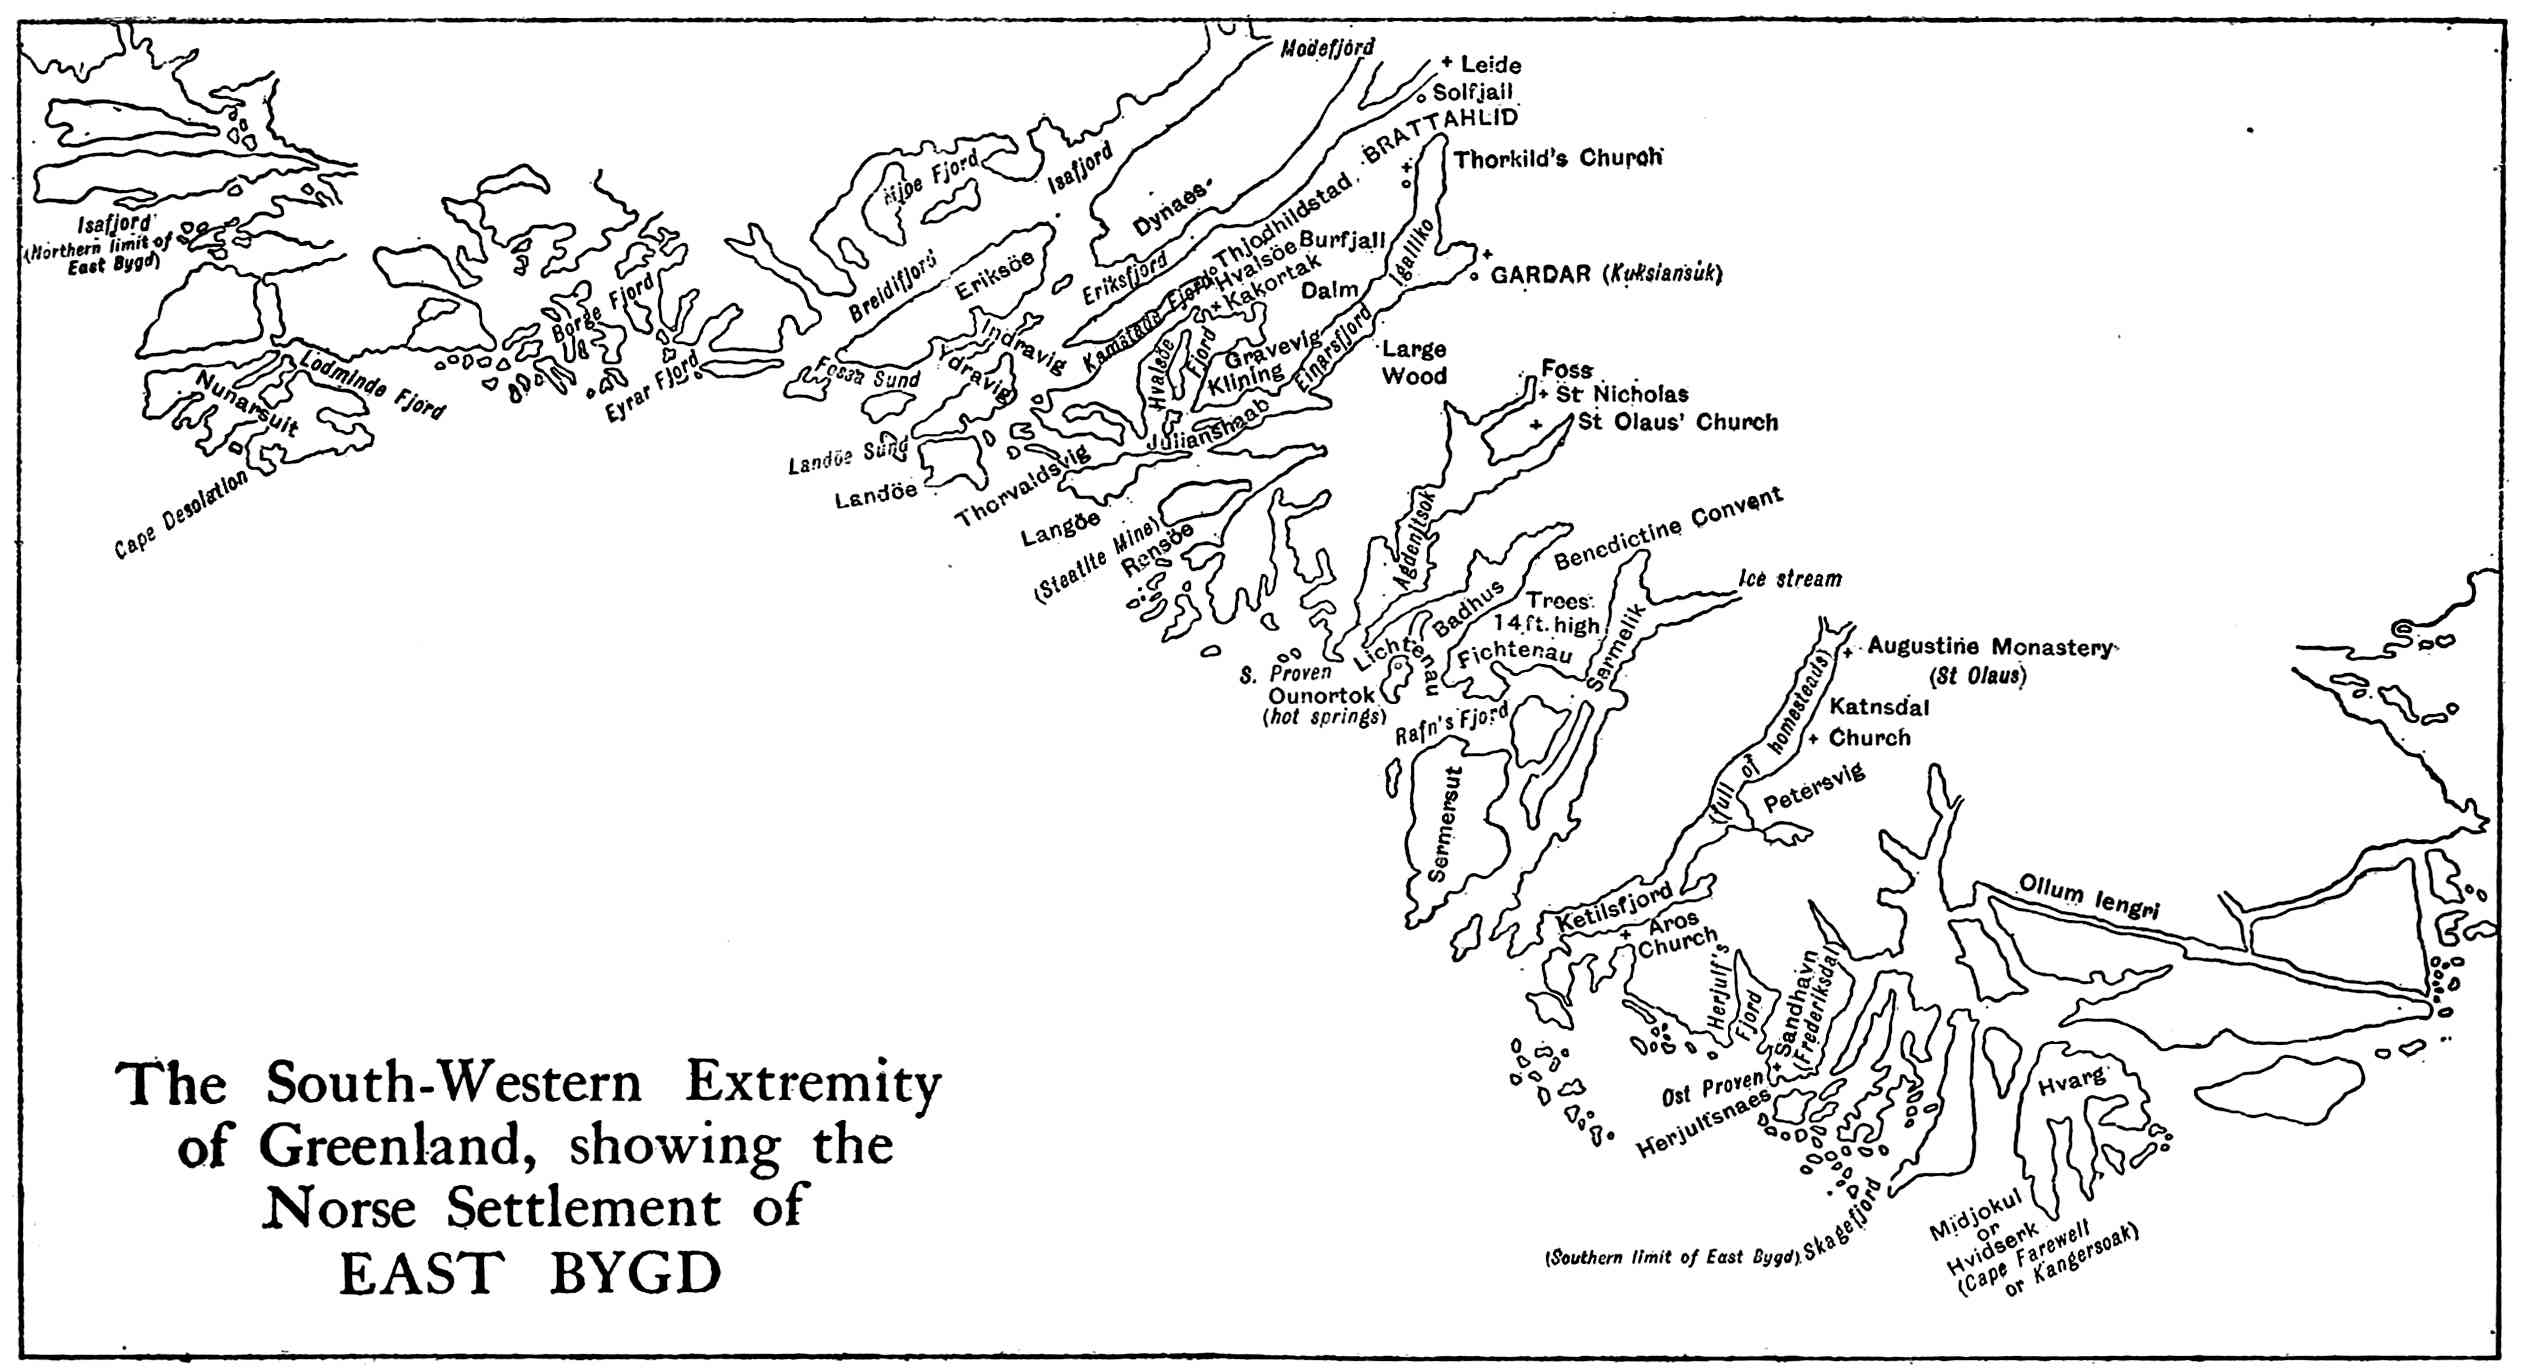 Modefjord
+ Leide
Solfjall
BRATTAHLID
Thorkild's Church
Mjoe Fjord
Isafjord
Dynaes
Thjodhildstad
Isafjord
(Northern limit of
East Bygd)
Breidifjord
Eriksöe
Eriksfjord
Hvalsöe
Burfjall
Igalliko
GARDAR (Kuksiansuk)
Kamstade Fjord
Kakortak
Dalm
Borge Fjord
Indravig
Ydravig
Hvalsöe
Fjord
Gravevig
Klining
Einarsfjord
Large
Wood
Lodminde Fjord
Nunarsuit
Eyrar Fjord
Fossa Sund
Foss
+ St Nicholas
+ St Olaus' Church
Julianshaab
Landöe Sund
Landöe
Thorvaldsvig
Cape Desolation
Langöe
(Steatite Mine)
Rensöe
Agdenitsok
Benedictine Convent
Ice stream
Badhus
Trees
14 ft. high
Sarmelik
Lichtenau
Fichtenau
S. Proven
Ounortok
(hot springs)
+ Augustine Monastery
(St Olaus)
Katnsdal
+ Church
(full of homesteads)
Petersvig
Rafn's Fjord
Sermersut
Ketilsfjord
+ Aros
Church
Ollum lengri
Herjulf's
Fjord
Sandhavn
(Frederiksdal)
Ost Proven
Herjulfsnaes
Hvarg
Skagefjord
(Southern limit of East Bygd)
Midjokul
or
Hvidserk
(Cape Farewell
or Kangersoak)
The South-Western Extremity
of Greenland, showing the
Norse Settlement of
EAST BYGD